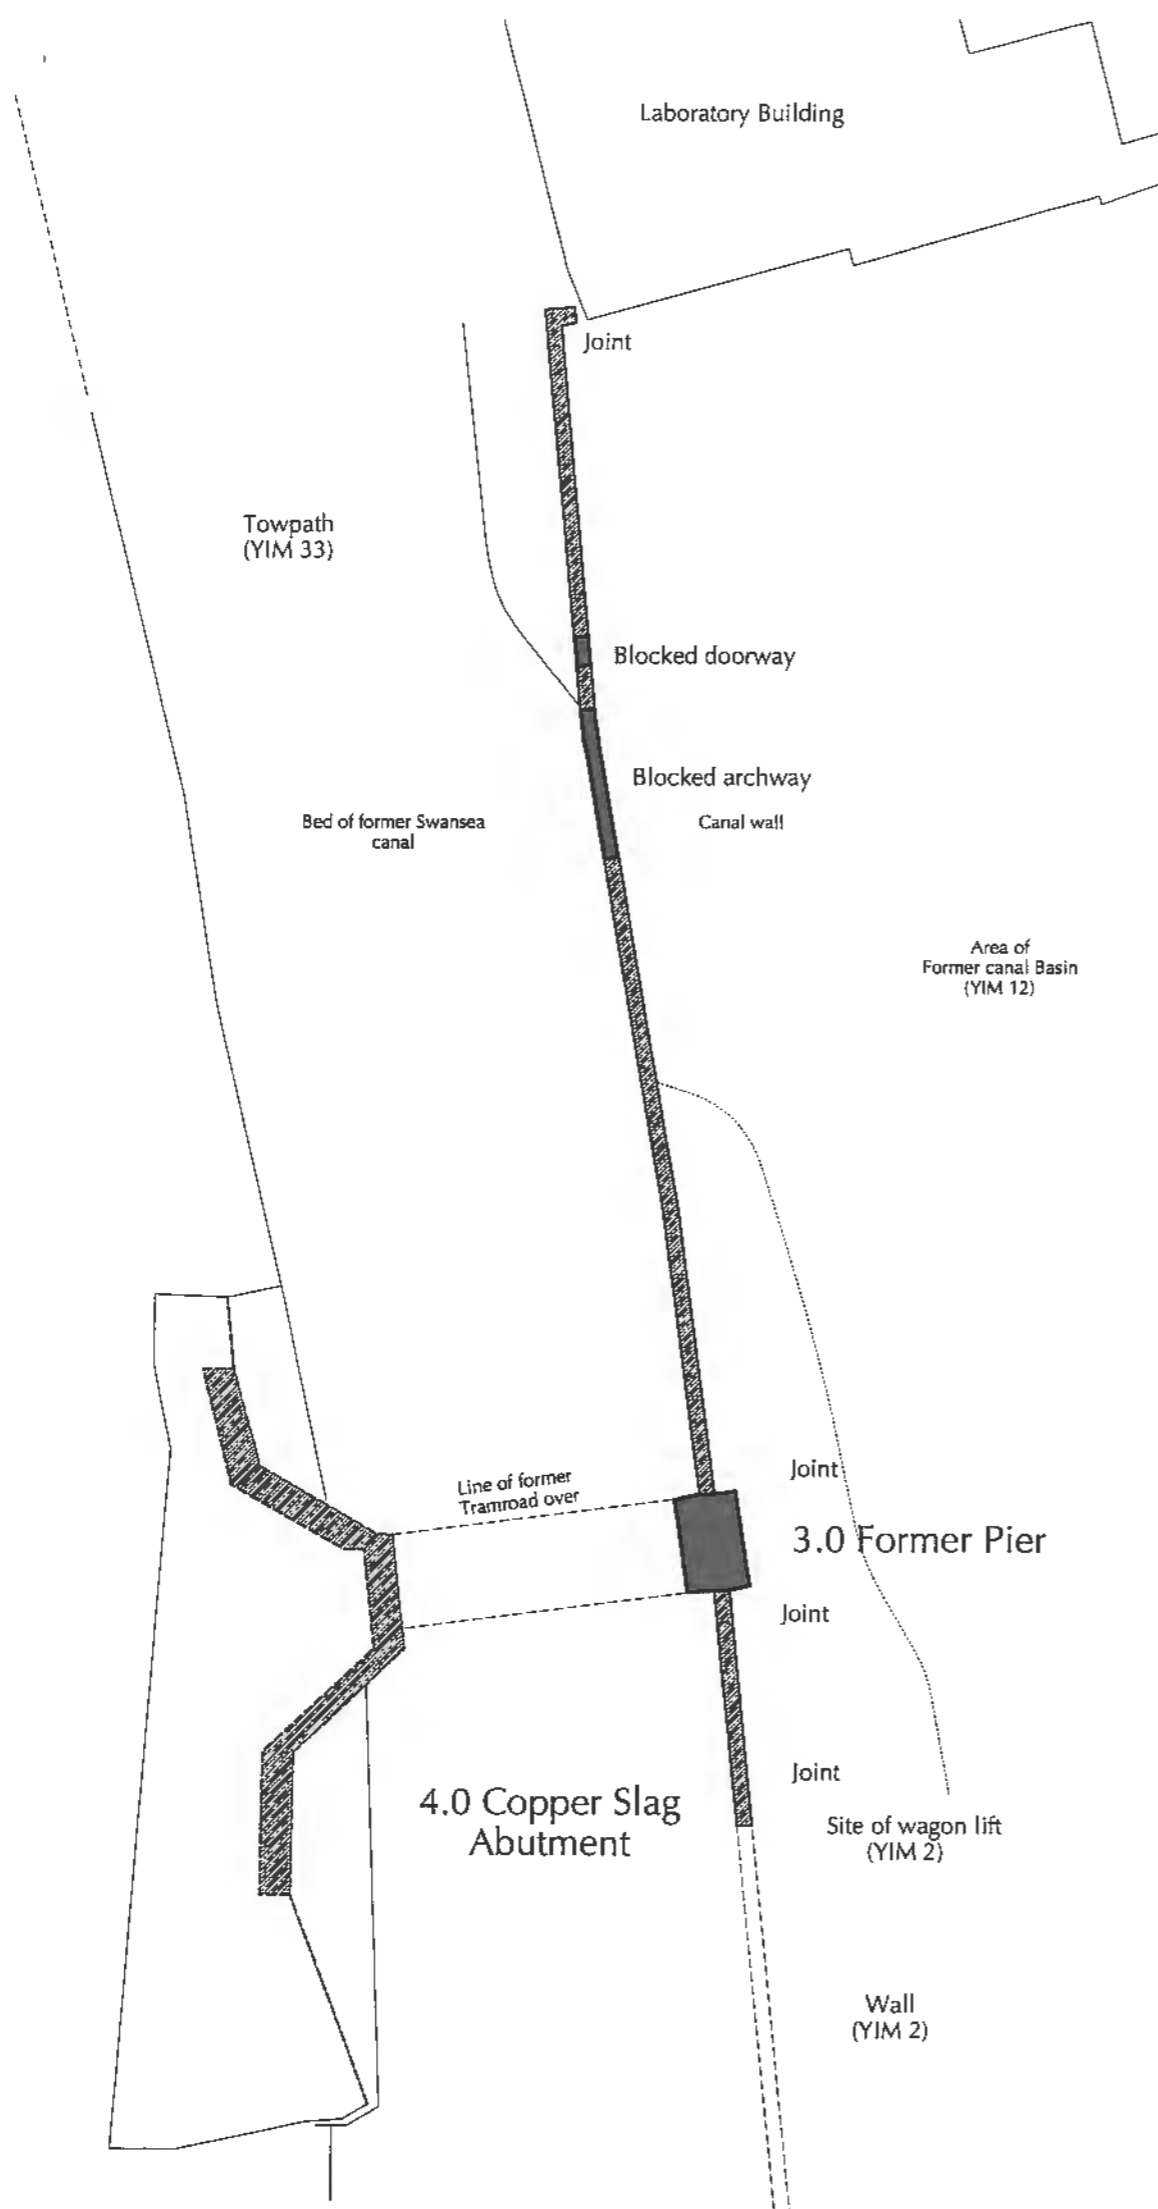 Laboratory Building
Joint
Towpath
(YIM 33)
Blocked doorway
Blocked archway
Bed of former Swansea
canal
Canal wall
Area of
Former canal Basin
(YIM 12)
Joint
Line of former
Tramroad over
3.0 Former Pier
Joint
Joint
4.0 Copper Slag
Abutment
Site of wagon lift
(YIM 2)
Wall
(YIM 2)